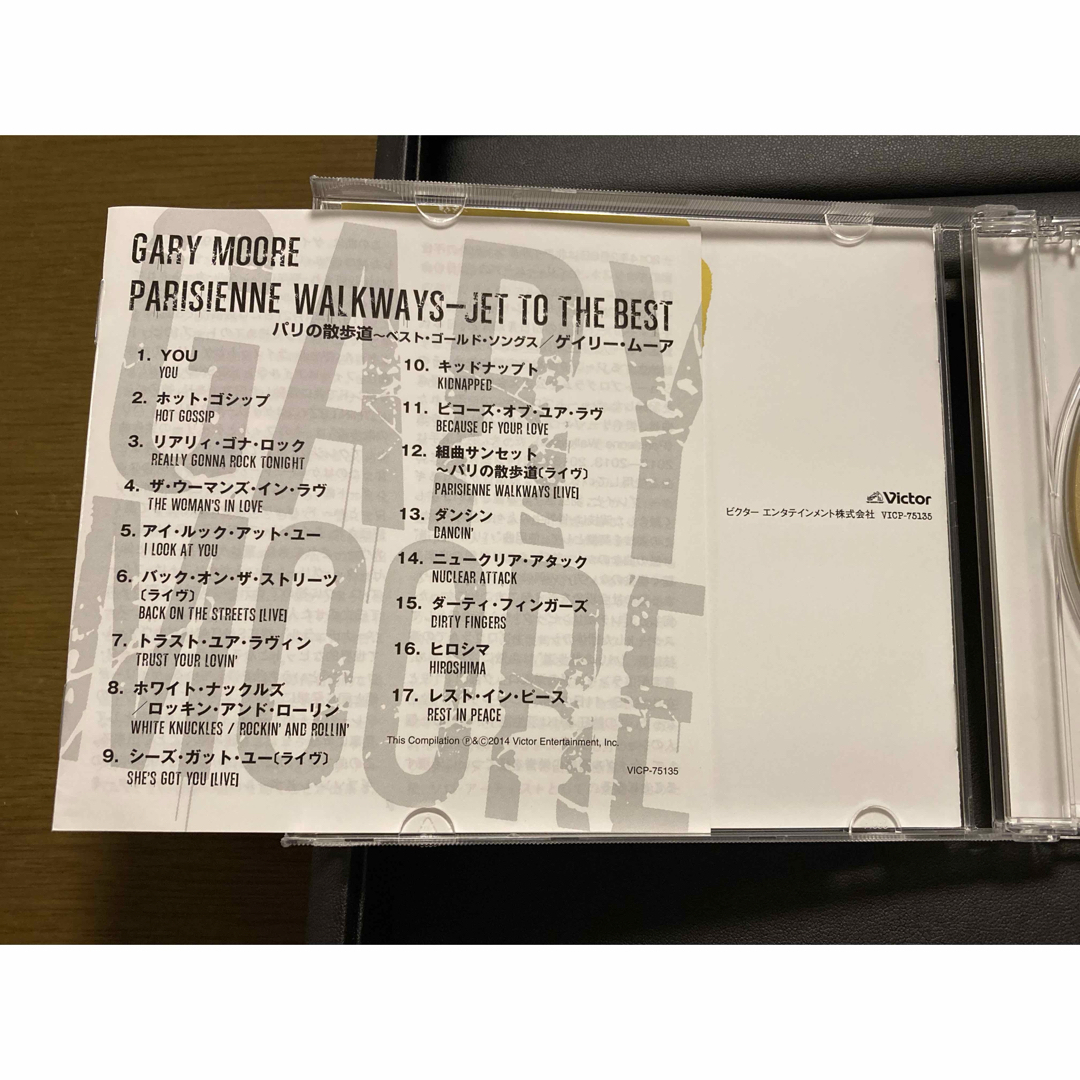 GARY MOORE
PARISIENNE WALKWAYS–JET TO THE BEST
パリの散歩道〜ベスト・ゴールド・ソングス／ゲイリー・ムーア
1. YOU
YOU
2. ホット・ゴシップ
HOT GOSSIP
3. リアリィ・ゴナ・ロック
REALLY GONNA ROCK TONIGHT
4. ザ・ウーマンズ・イン・ラヴ
THE WOMAN'S IN LOVE
5. アイ・ルック・アット・ユー
I LOOK AT YOU
6. バック・オン・ザ・ストリーツ
〔ライヴ〕
BACK ON THE STREETS [LIVE]
7. トラスト・ユア・ラヴィン
TRUST YOUR LOVIN'
8. ホワイト・ナックルズ
／ロッキン・アンド・ローリン
WHITE KNUCKLES / ROCKIN' AND ROLLIN'
9. シーズ・ガット・ユー〔ライヴ〕
SHE'S GOT YOU [LIVE]
10. キッドナップト
KIDNAPPED
11. ビコーズ・オブ・ユア・ラヴ
BECAUSE OF YOUR LOVE
12. 組曲サンセット
〜パリの散歩道〔ライヴ〕
PARISIENNE WALKWAYS [LIVE]
13. ダンシン
DANCIN'
14. ニュークリア・アタック
NUCLEAR ATTACK
15. ダーティ・フィンガーズ
DIRTY FINGERS
16. ヒロシマ
HIROSHIMA
17. レスト・イン・ピース
REST IN PEACE
This Compilation Ⓟ&Ⓒ2014 Victor Entertainment, Inc.
VICP-75135
GARY
MOORE
Victor
ビクター エンタテインメント株式会社 VICP-75135